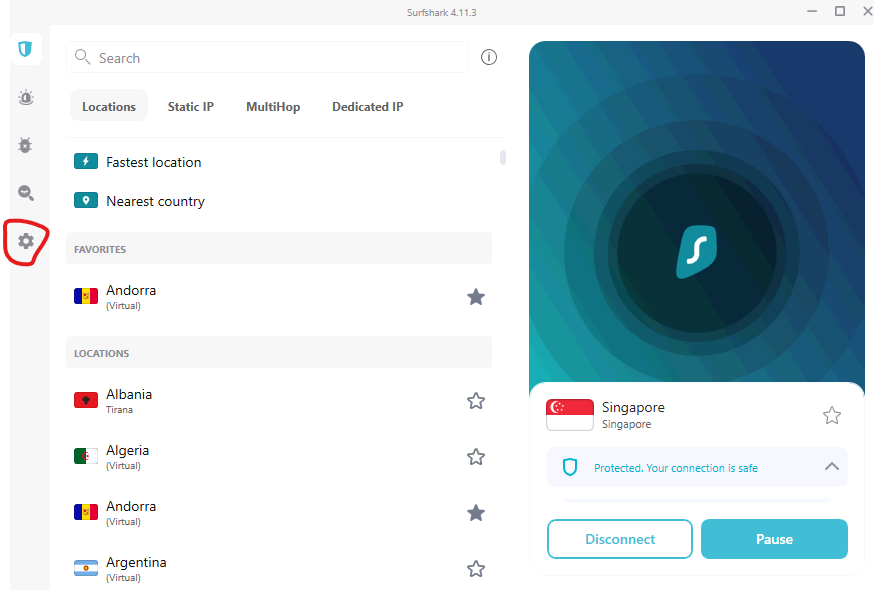 Surfshark 4.11.3
Search
Locations Static IP MultiHop Dedicated IP
Fastest location
Nearest country
FAVORITES
Andorra
(Virtual)
LOCATIONS
Albania
Tirana
Algeria
(Virtual)
Andorra
(Virtual)
Argentina
(Virtual)
Singapore
Singapore
Protected. Your connection is safe
Disconnect Pause